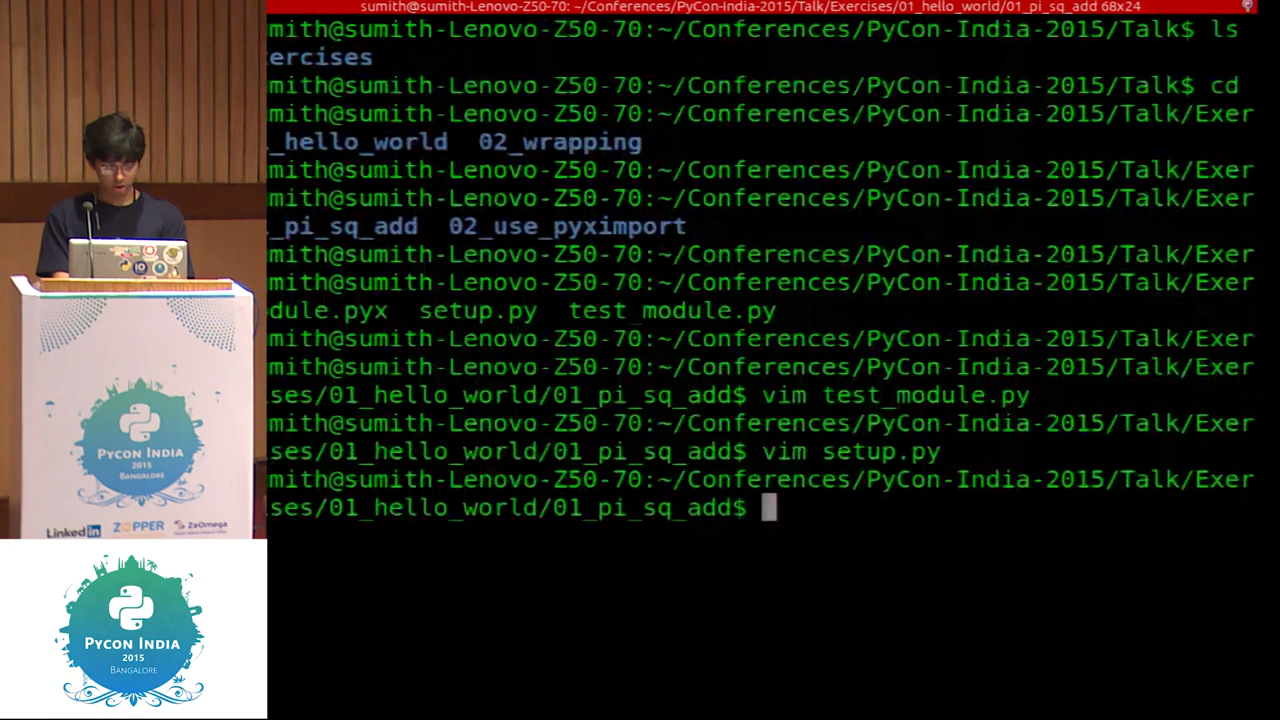 sumith@sumith-Lenovo-Z50-70: ~/Conferences/PyCon-India-2015/Talk/Exercises/01_hello_world/01_pi_sq_add 68x24
mith@sumith-Lenovo-Z50-70:~/Conferences/PyCon-India-2015/Talk$ ls
ercises
mith@sumith-Lenovo-Z50-70:~/Conferences/PyCon-India-2015/Talk$ cd
mith@sumith-Lenovo-Z50-70:~/Conferences/PyCon-India-2015/Talk/Exer
_hello_world 02_wrapping
mith@sumith-Lenovo-Z50-70:~/Conferences/PyCon-India-2015/Talk/Exer
mith@sumith-Lenovo-Z50-70:~/Conferences/PyCon-India-2015/Talk/Exer
_pi_sq_add 02_use_pyximport
mith@sumith-Lenovo-Z50-70:~/Conferences/PyCon-India-2015/Talk/Exer
mith@sumith-Lenovo-Z50-70:~/Conferences/PyCon-India-2015/Talk/Exer
dule.pyx setup.py test_module.py
mith@sumith-Lenovo-Z50-70:~/Conferences/PyCon-India-2015/Talk/Exer
mith@sumith-Lenovo-Z50-70:~/Conferences/PyCon-India-2015/Talk/Exer
ses/01_hello_world/01_pi_sq_add$ vim test_module.py
mith@sumith-Lenovo-Z50-70:~/Conferences/PyCon-India-2015/Talk/Exer
ses/01_hello_world/01_pi_sq_add$ vim setup.py
mith@sumith-Lenovo-Z50-70:~/Conferences/PyCon-India-2015/Talk/Exer
ses/01_hello_world/01_pi_sq_add$
PYCON INDIA
2015
BANGALORE
LinkedIn ZOPPER ZeOmega
PYCON INDIA
2015
BANGALORE